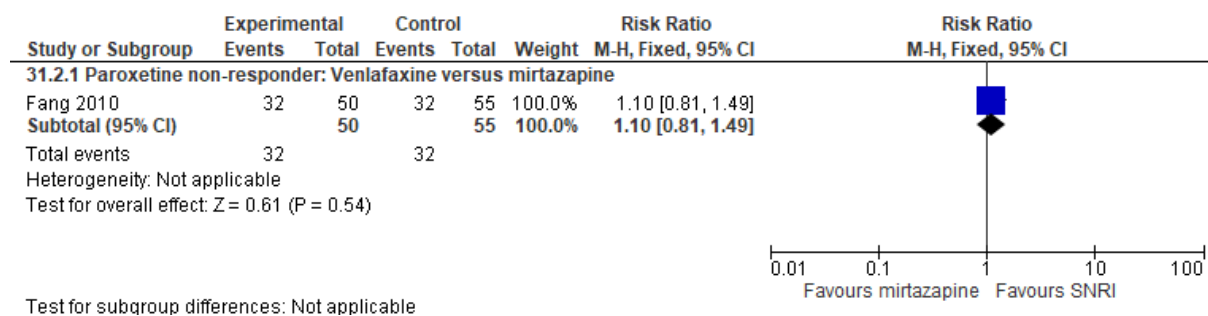 Experimental Control Risk Ratio Risk Ratio
Study or Subgroup Events Total Events Total Weight M-H, Fixed, 95% CI M-H, Fixed, 95% CI
31.2.1 Paroxetine non-responder: Venlafaxine versus mirtazapine
Fang 2010 32 50 32 55 100.0% 1.10 [0.81, 1.49]
Subtotal (95% CI) 50 55 100.0% 1.10 [0.81, 1.49]
Total events 32 32
Heterogeneity: Not applicable
Test for overall effect: Z = 0.61 (P = 0.54)
0.01 0.1 1 10 100
Favours mirtazapine Favours SNRI
Test for subgroup differences: Not applicable